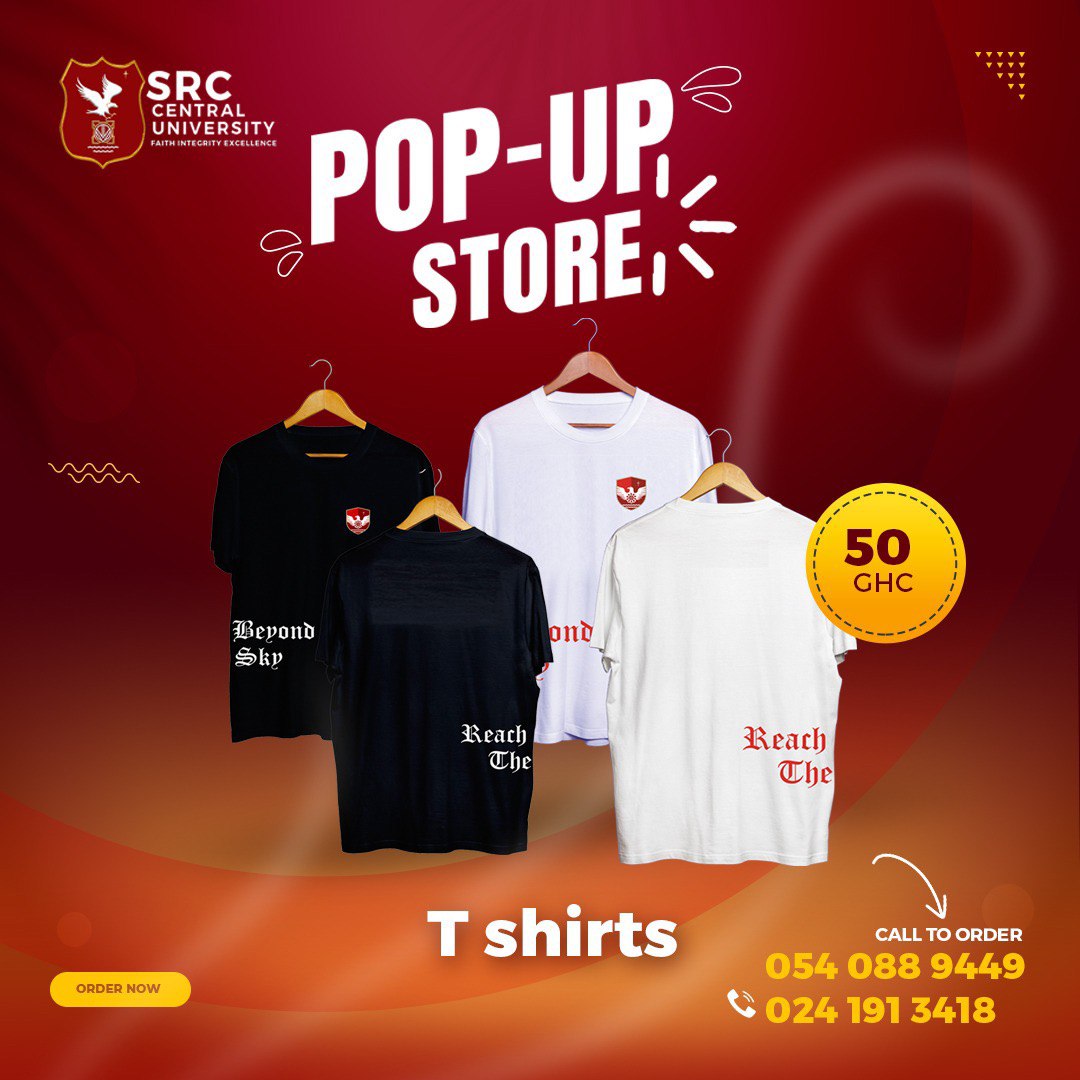 SRC
CENTRAL
UNIVERSITY
FAITH INTEGRITY EXCELLENCE
POP-UP
STORE
50
GHC
Beyond
Sky
ond
Reach
The
Reach
The
T shirts
CALL TO ORDER
054 088 9449
024 191 3418
ORDER NOW